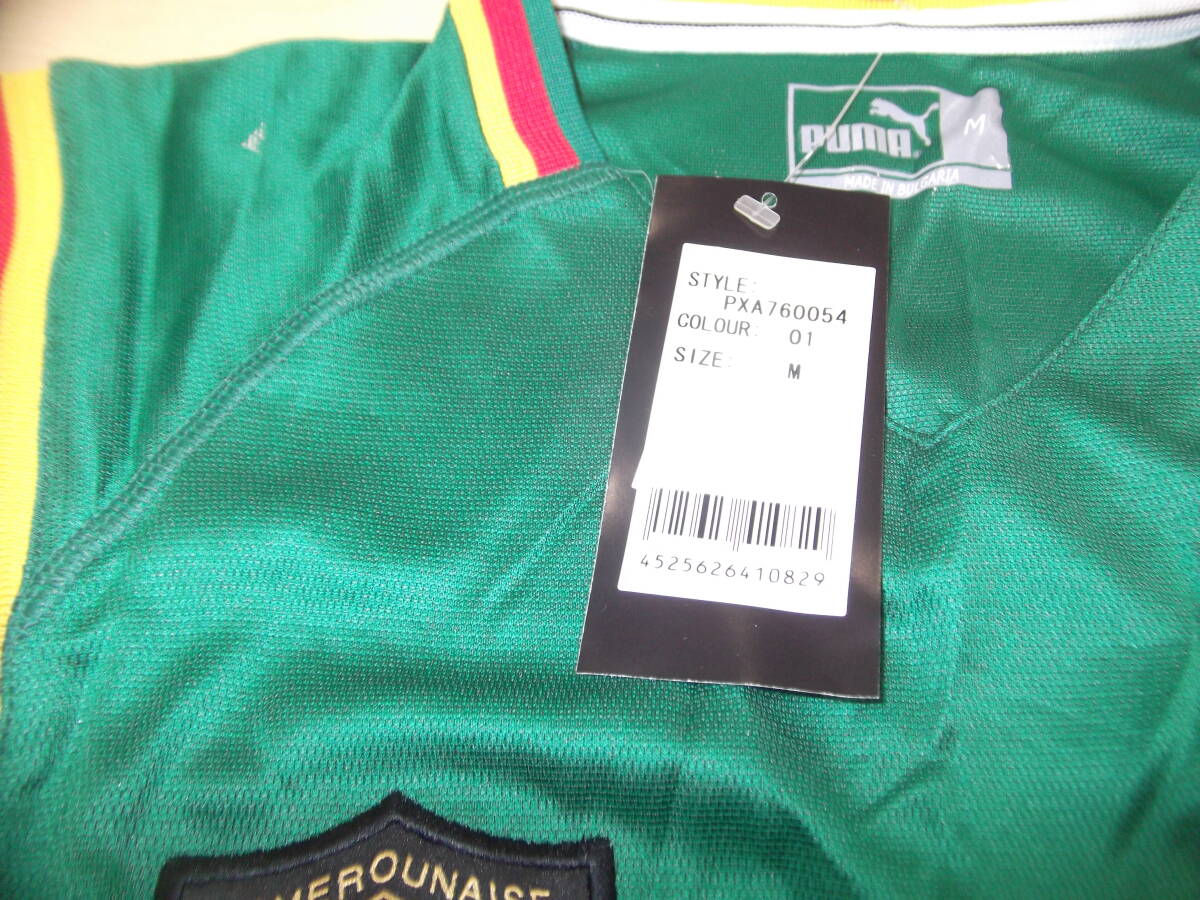 PUMA
M
MADE IN BULGARIA
STYLE:
PXA760054
COLOUR: 01
SIZE: M
4525626410829
MEROUNAISE